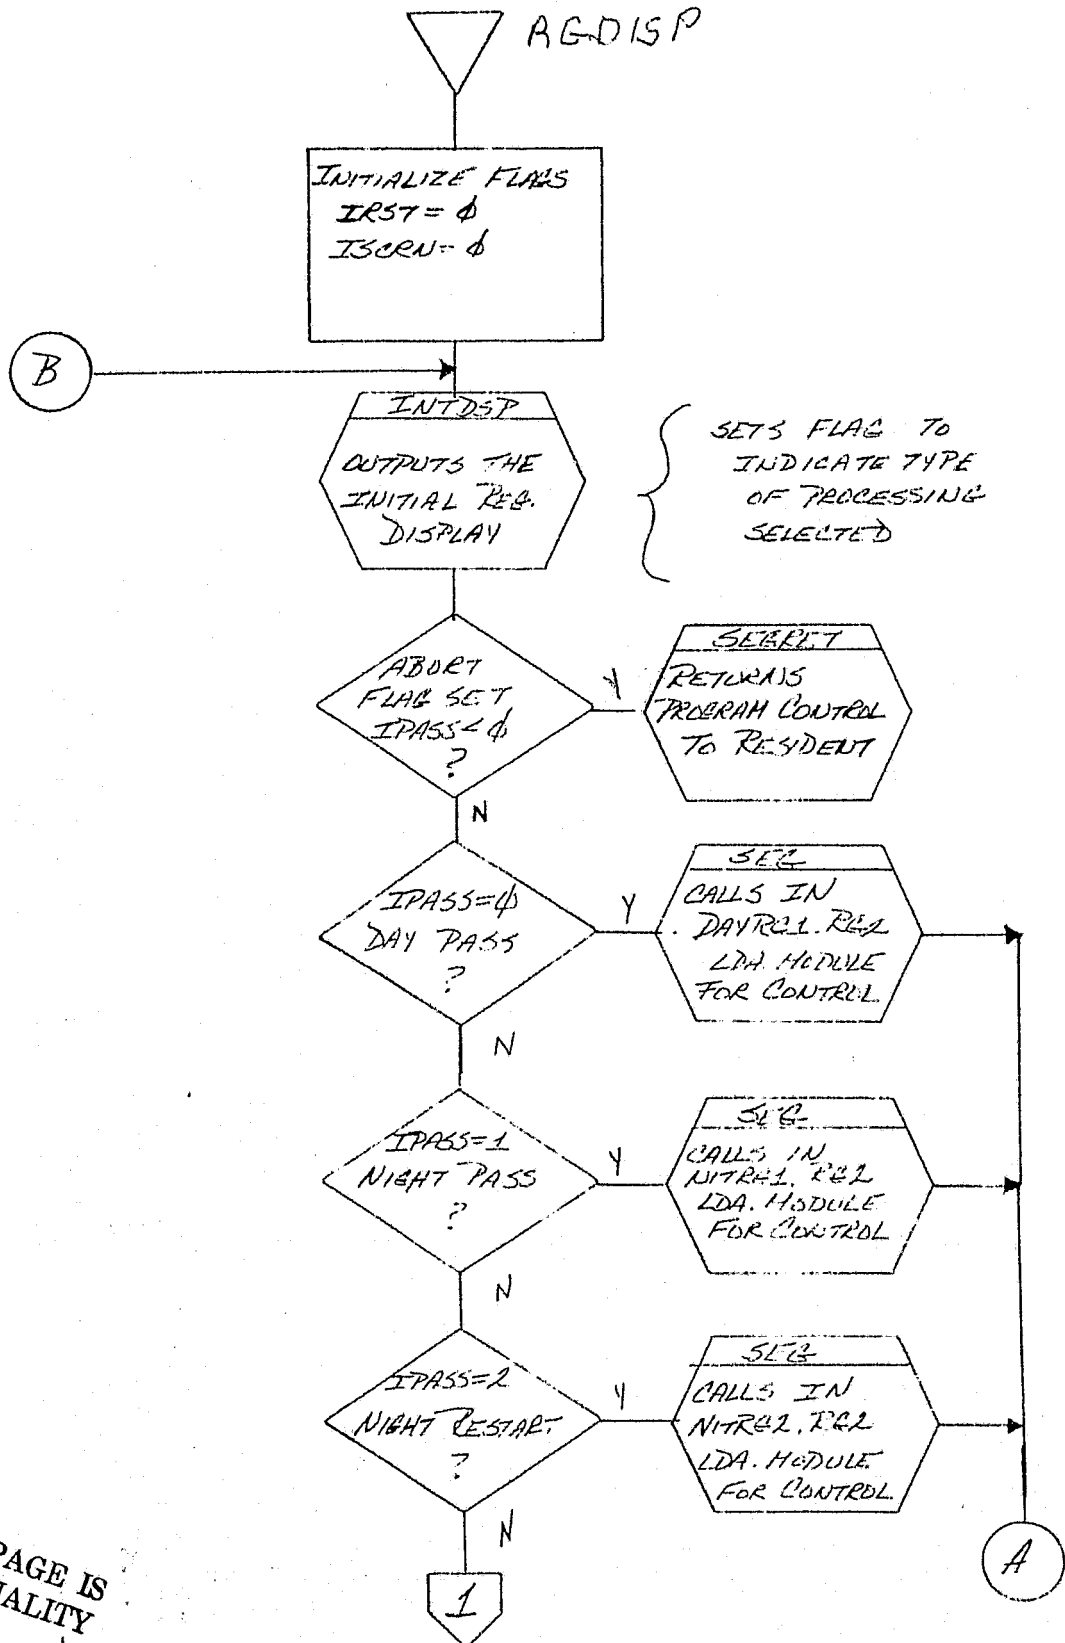 RGDISP
INITIALIZE FLAGS
IRST = φ
ISCRN = φ
B
INTDSP
OUTPUTS THE
INITIAL REG.
DISPLAY
SETS FLAG TO
INDICATE TYPE
OF PROCESSING
SELECTED
ABORT
FLAG SET
IPASS < φ
?
Y
SEGRET
RETURNS
PROGRAM CONTROL
TO RESIDENT
N
IPASS=φ
DAY PASS
?
Y
SEG
CALLS IN
DAYRG1.RG2
LDA.MODULE
FOR CONTROL
N
IPASS=1
NIGHT PASS
?
Y
SEG
CALLS IN
NITRG1.RG2
LDA.MODULE
FOR CONTROL
N
IPASS=2
NIGHT RESTART
?
Y
SEG
CALLS IN
NITRG2.RG2
LDA.MODULE
FOR CONTROL
N
1
A
PAGE IS